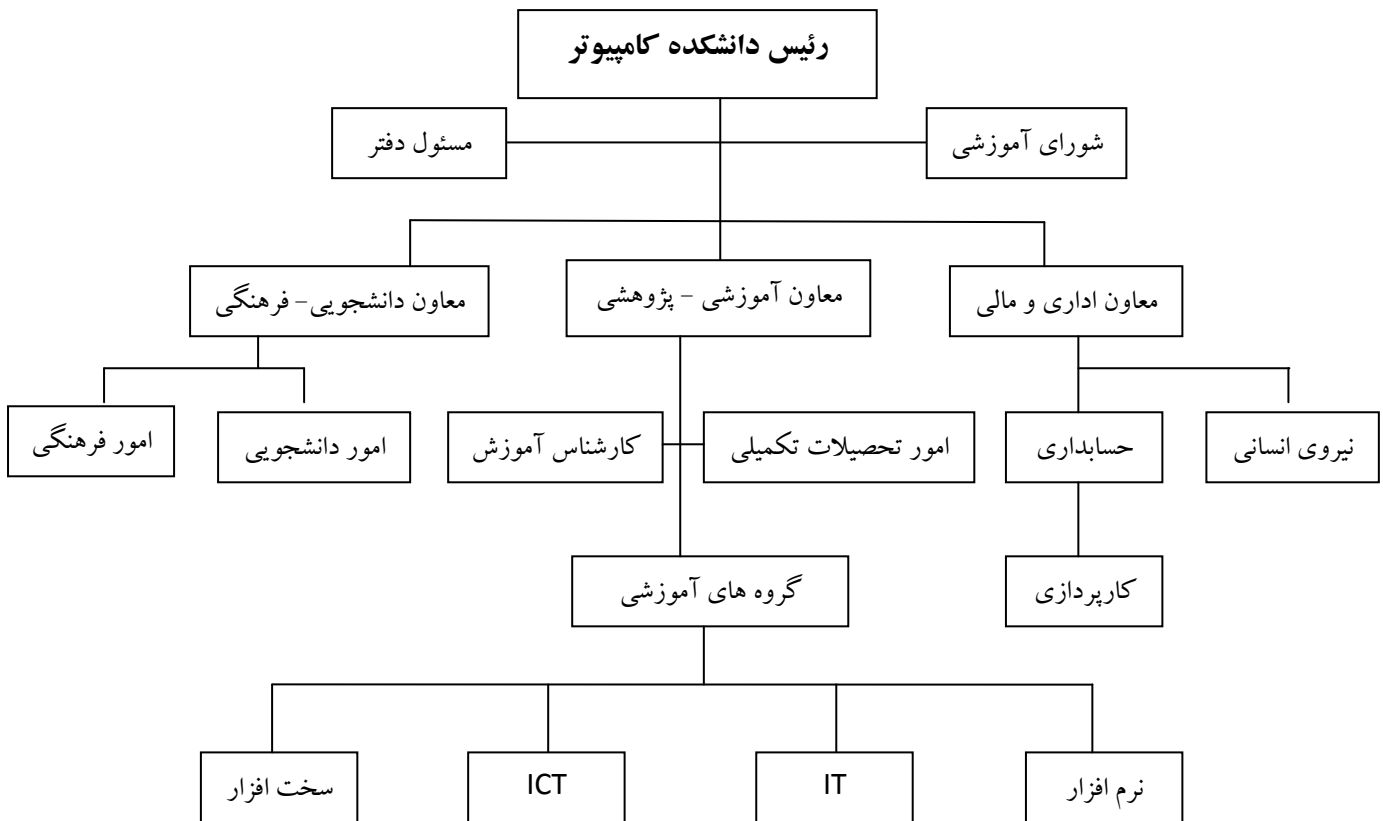 رئیس دانشکده کامپیوتر
شورای آموزشی
مسئول دفتر
معاون اداری و مالی
معاون آموزشی – پژوهشی
معاون دانشجویی– فرهنگی
نیروی انسانی
حسابداری
امور تحصیلات تکمیلی
کارشناس آموزش
امور دانشجویی
امور فرهنگی
کارپردازی
گروه های آموزشی
نرم افزار
IT
ICT
سخت افزار